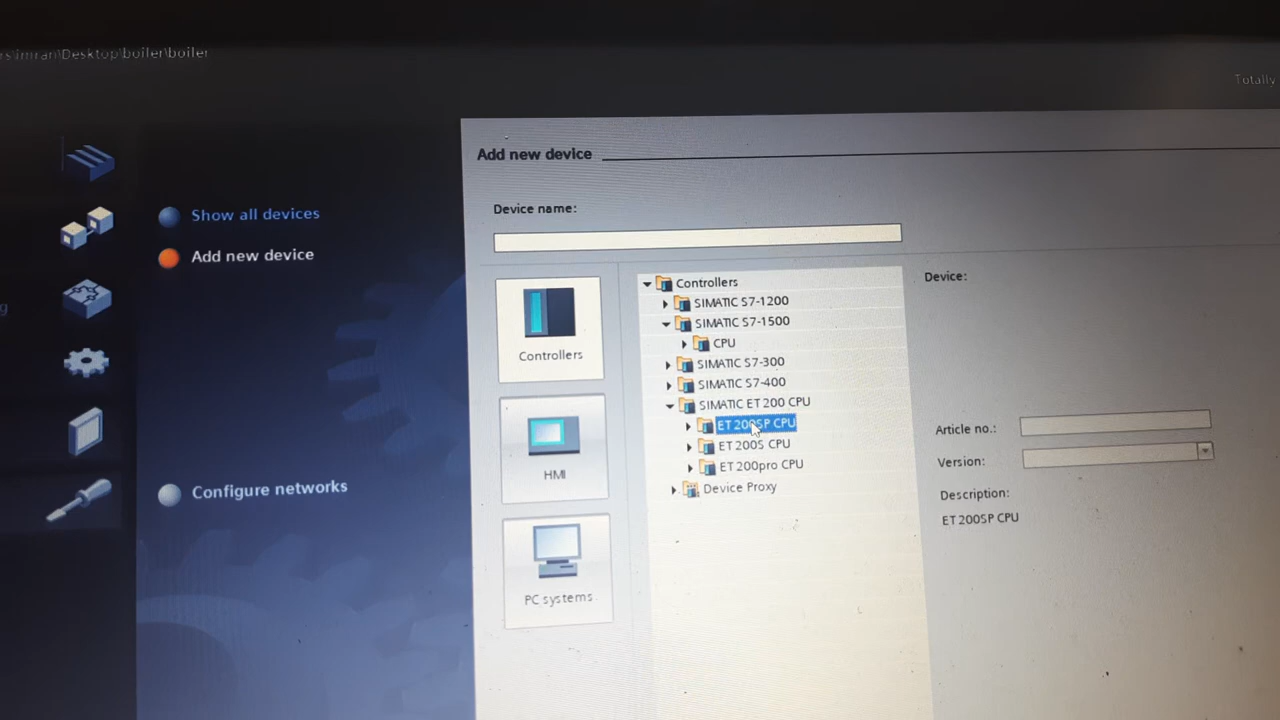 rs\imran\Desktop\boiler\boiler
Totally
Add new device
Device name:
Show all devices
Add new device
Configure networks
Controllers
HMI
PC systems
Controllers
SIMATIC S7-1200
SIMATIC S7-1500
CPU
SIMATIC S7-300
SIMATIC S7-400
SIMATIC ET 200 CPU
ET 200SP CPU
ET 200S CPU
ET 200pro CPU
Device Proxy
Device:
Article no.:
Version:
Description:
ET 200SP CPU